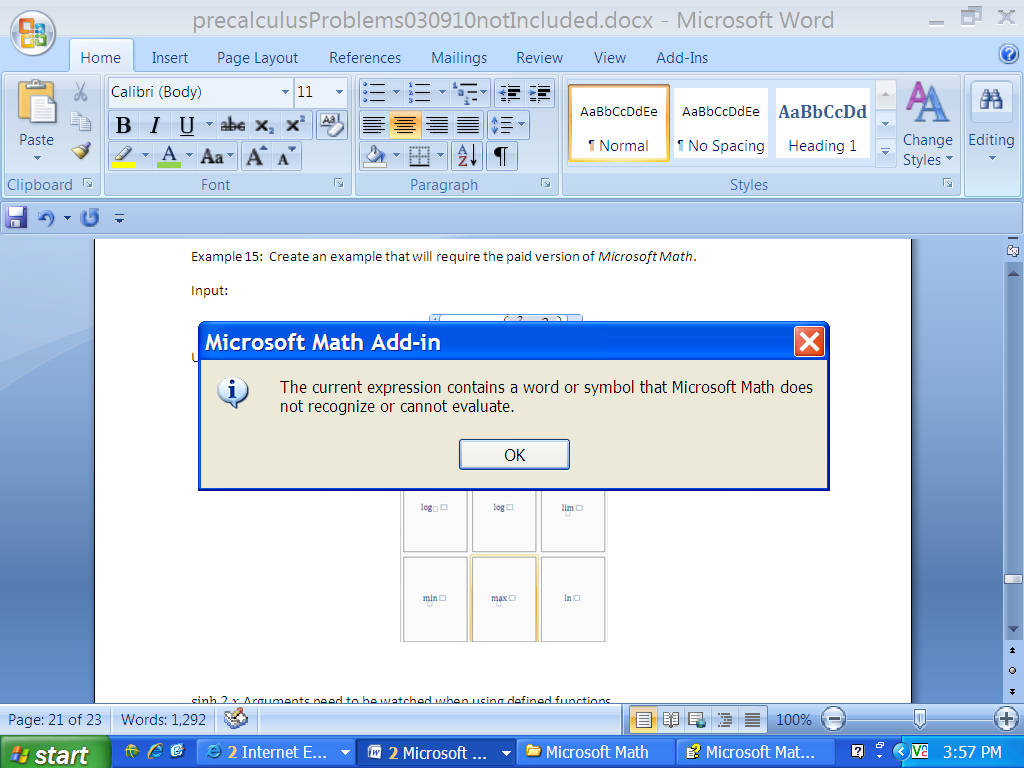 precalculusProblems030910notIncluded.docx - Microsoft Word
Home Insert Page Layout References Mailings Review View Add-Ins
Calibri (Body) 11
AaBbCcDdEe AaBbCcDdEe AaBbCcDd
Paste
B I U abc X₂ X² Aa
¶ Normal ¶ No Spacing Heading 1
Change Styles
Editing
A Aa A A
A Z ¶
Clipboard Font Paragraph Styles
Example 15: Create an example that will require the paid version of Microsoft Math.
Input:
Microsoft Math Add-in
The current expression contains a word or symbol that Microsoft Math does
not recognize or cannot evaluate.
OK
log log lim
min max ln
sinh 2 x Arguments need to be watched when using defined functions
Page: 21 of 23 Words: 1,292 100%
start 2 Internet E... 2 Microsoft ... Microsoft Math Microsoft Mat... 3:57 PM